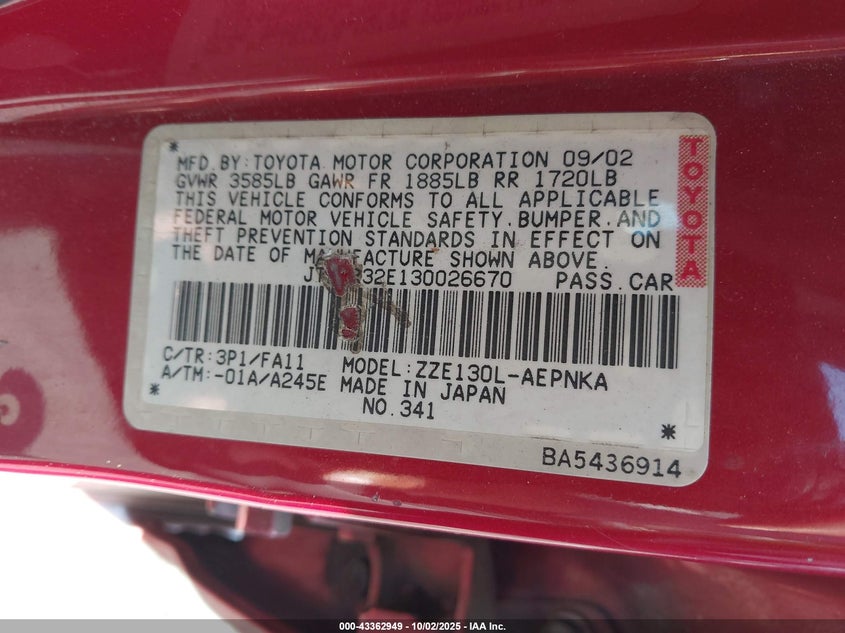 MFD. BY: TOYOTA MOTOR CORPORATION 09/02
GVWR 3585LB GAWR FR 1885LB RR 1720LB
THIS VEHICLE CONFORMS TO ALL APPLICABLE
FEDERAL MOTOR VEHICLE SAFETY, BUMPER, AND
THEFT PREVENTION STANDARDS IN EFFECT ON
THE DATE OF MANUFACTURE SHOWN ABOVE.
32E130026670 PASS. CAR
C/TR: 3P1/FA11 MODEL: ZZE130L-AEPNKA
A/TM: -01A/A245E MADE IN JAPAN
NO. 341
TOYOTA
BA5436914
000-43362949 - 10/02/2025 - IAA Inc.